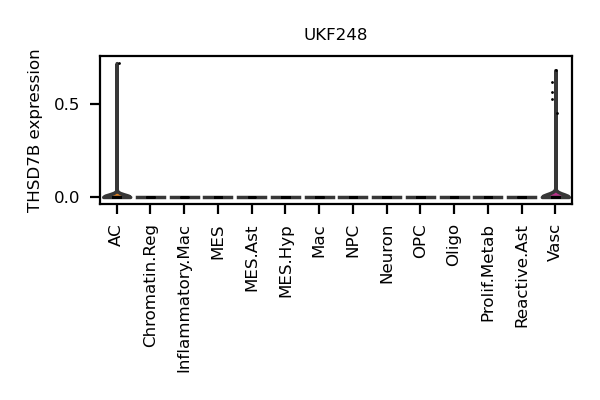 UKF248
THSD7B expression
0.5
0.0
AC
Chromatin.Reg
Inflammatory.Mac
MES
MES.Ast
MES.Hyp
Mac
NPC
Neuron
OPC
Oligo
Prolif.Metab
Reactive.Ast
Vasc